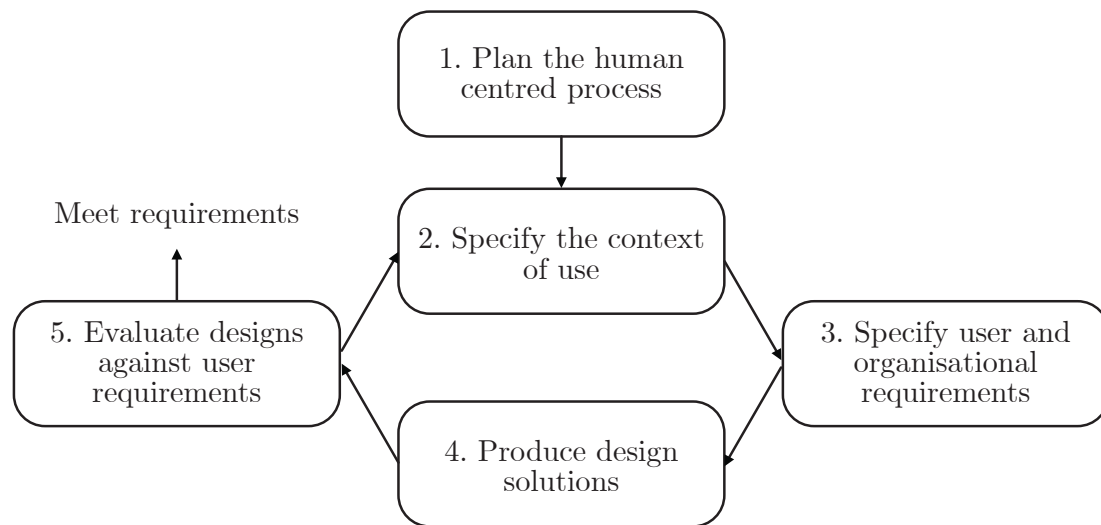 1. Plan the human
centred process
Meet requirements
2. Specify the context
of use
5. Evaluate designs
against user
requirements
3. Specify user and
organisational
requirements
4. Produce design
solutions